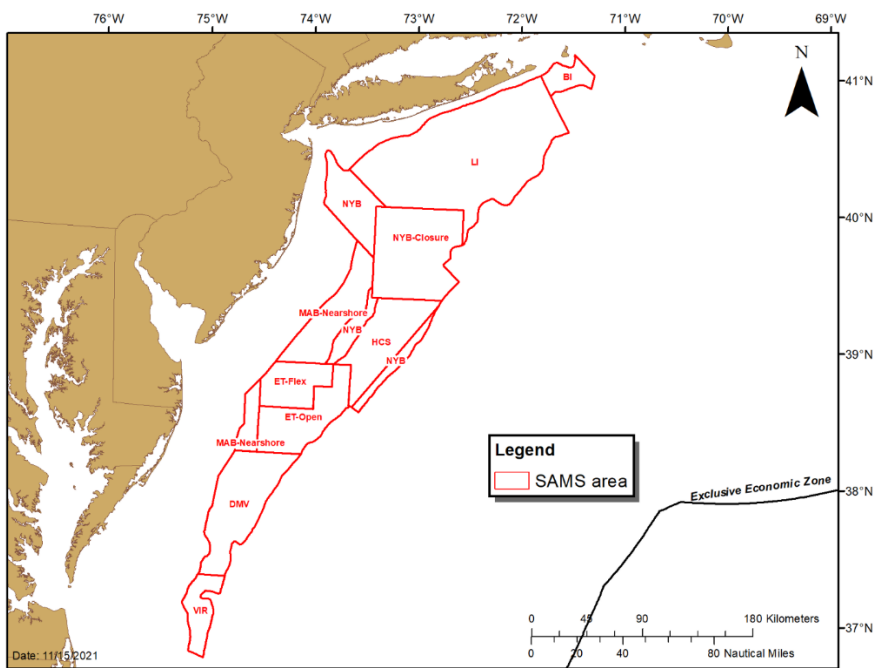 76°W 75°W 74°W 73°W 72°W 71°W 70°W 69°W
N
BI
41°N
LI
NYB
40°N
NYB-Closure
MAB-Nearshore
NYB
HCS
NYB
39°N
ET-Flex
ET-Open
MAB-Nearshore
Legend
SAMS area
DMV
Exclusive Economic Zone
38°N
VIR
0 45 90 180 Kilometers
37°N
0 20 40 80 Nautical Miles
Date: 11/15/2021